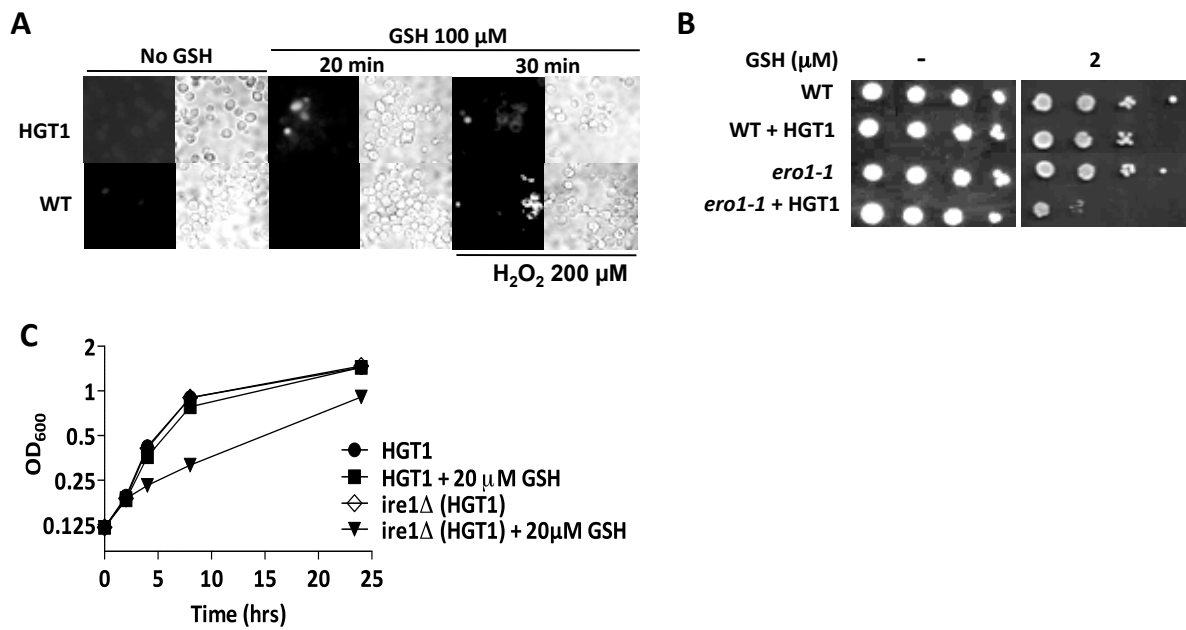 A
GSH 100 µM
No GSH
20 min
30 min
HGT1
WT
H₂O₂ 200 µM
B
GSH (µM)
-
2
WT
WT + HGT1
ero1-1
ero1-1 + HGT1
C
OD₆₀₀
2
1
0.5
0.25
0.125
0
5
10
15
20
25
Time (hrs)
HGT1
HGT1 + 20 µM GSH
ire1Δ (HGT1)
ire1Δ (HGT1) + 20µM GSH